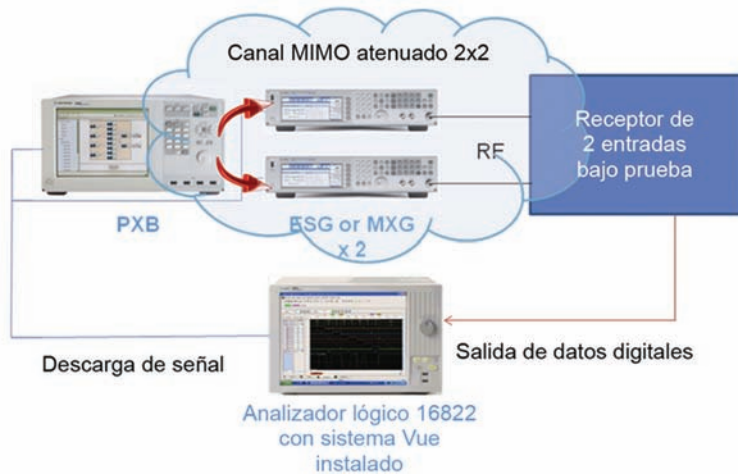 Canal MIMO atenuado 2x2
PXB
ESG or MXG
x 2
RF
Receptor de
2 entradas
bajo prueba
Descarga de señal
Salida de datos digitales
Analizador lógico 16822
con sistema Vue
instalado